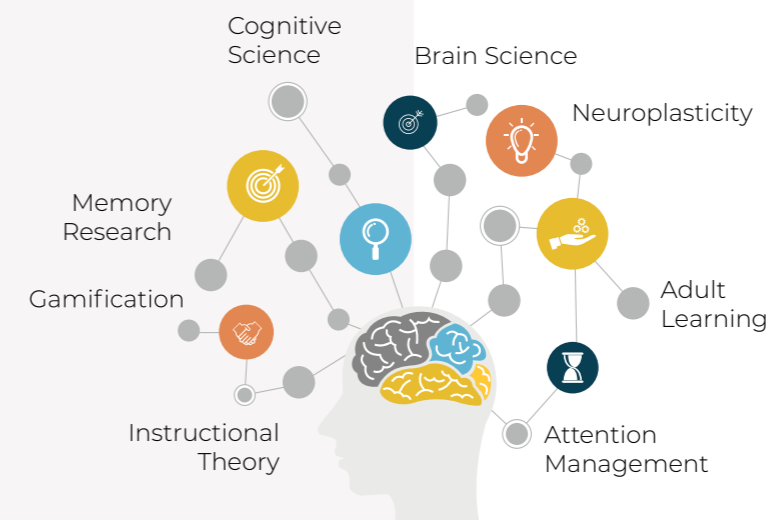 Cognitive
Science
Brain Science
Neuroplasticity
Memory
Research
Gamification
Adult
Learning
Instructional
Theory
Attention
Management